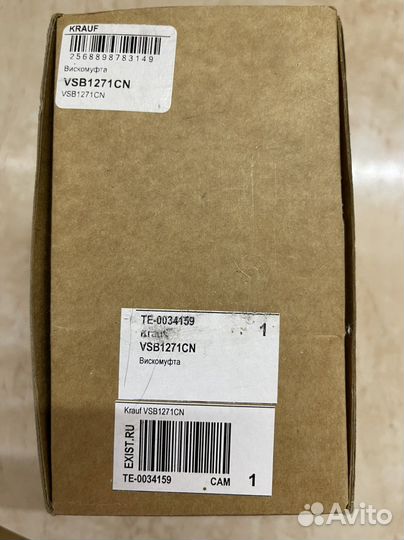 KRAUF
2568898783149
Вискомуфта
VSB1271CN
VSB1271CN
TE-0034159
Krauf
1
VSB1271CN
Вискомуфта
Krauf VSB1271CN
EXIST.RU
TE-0034159
CAM
1
Avito